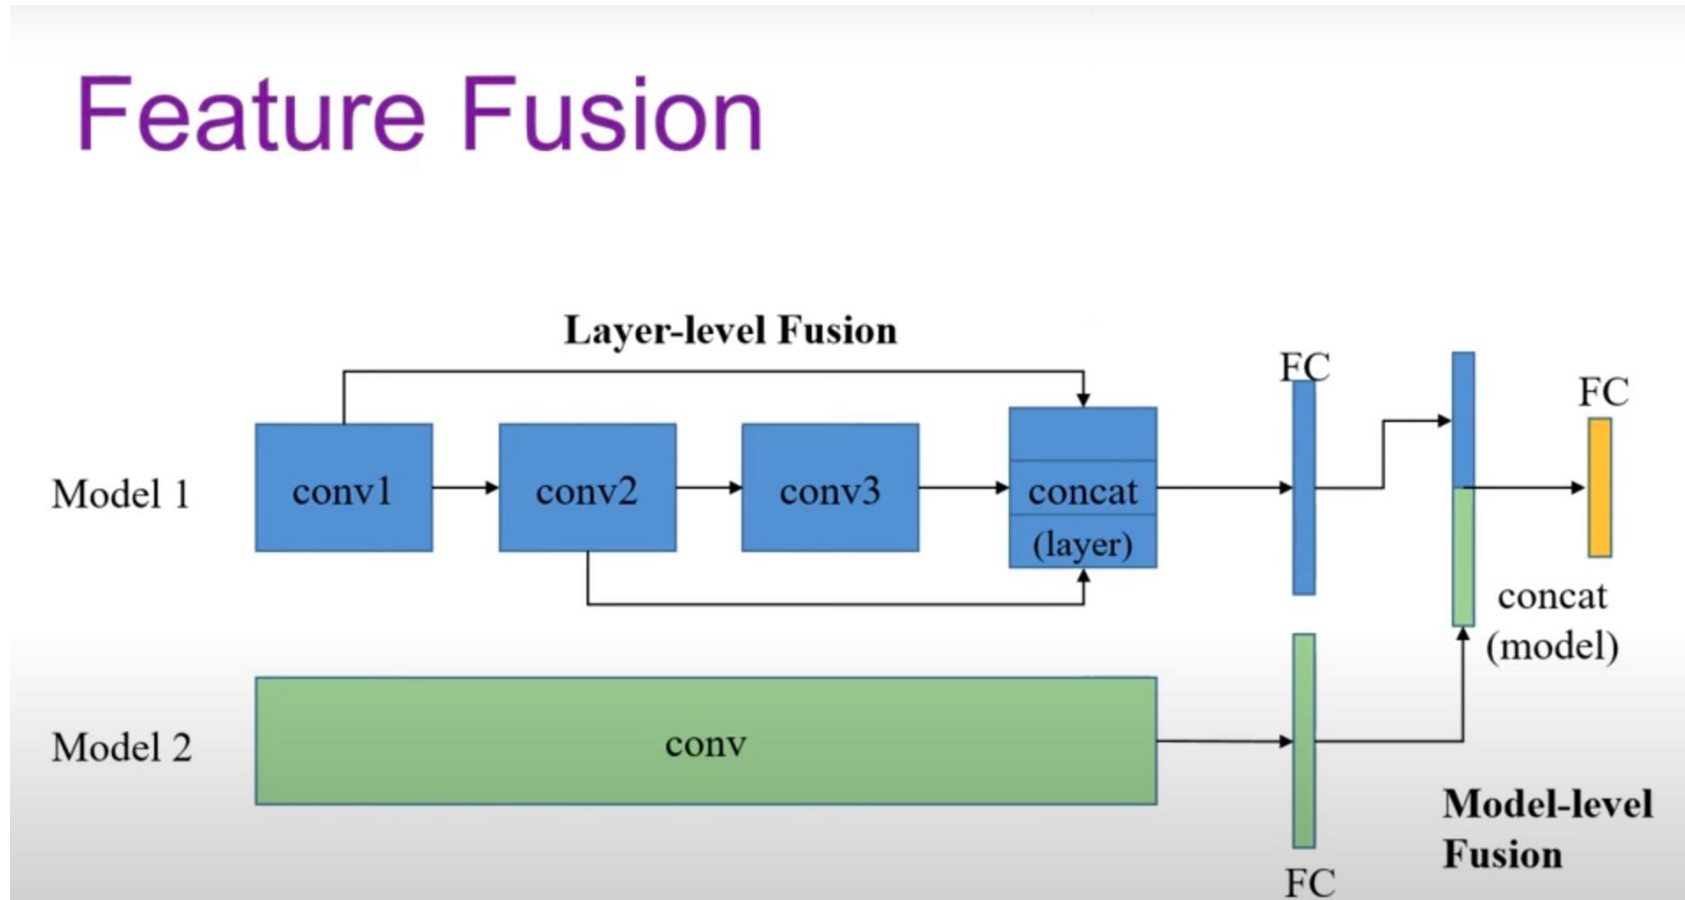 Feature Fusion
Layer-level Fusion
FC
FC
Model 1
conv1
conv2
conv3
concat
(layer)
concat
(model)
Model 2
conv
Model-level
Fusion
FC